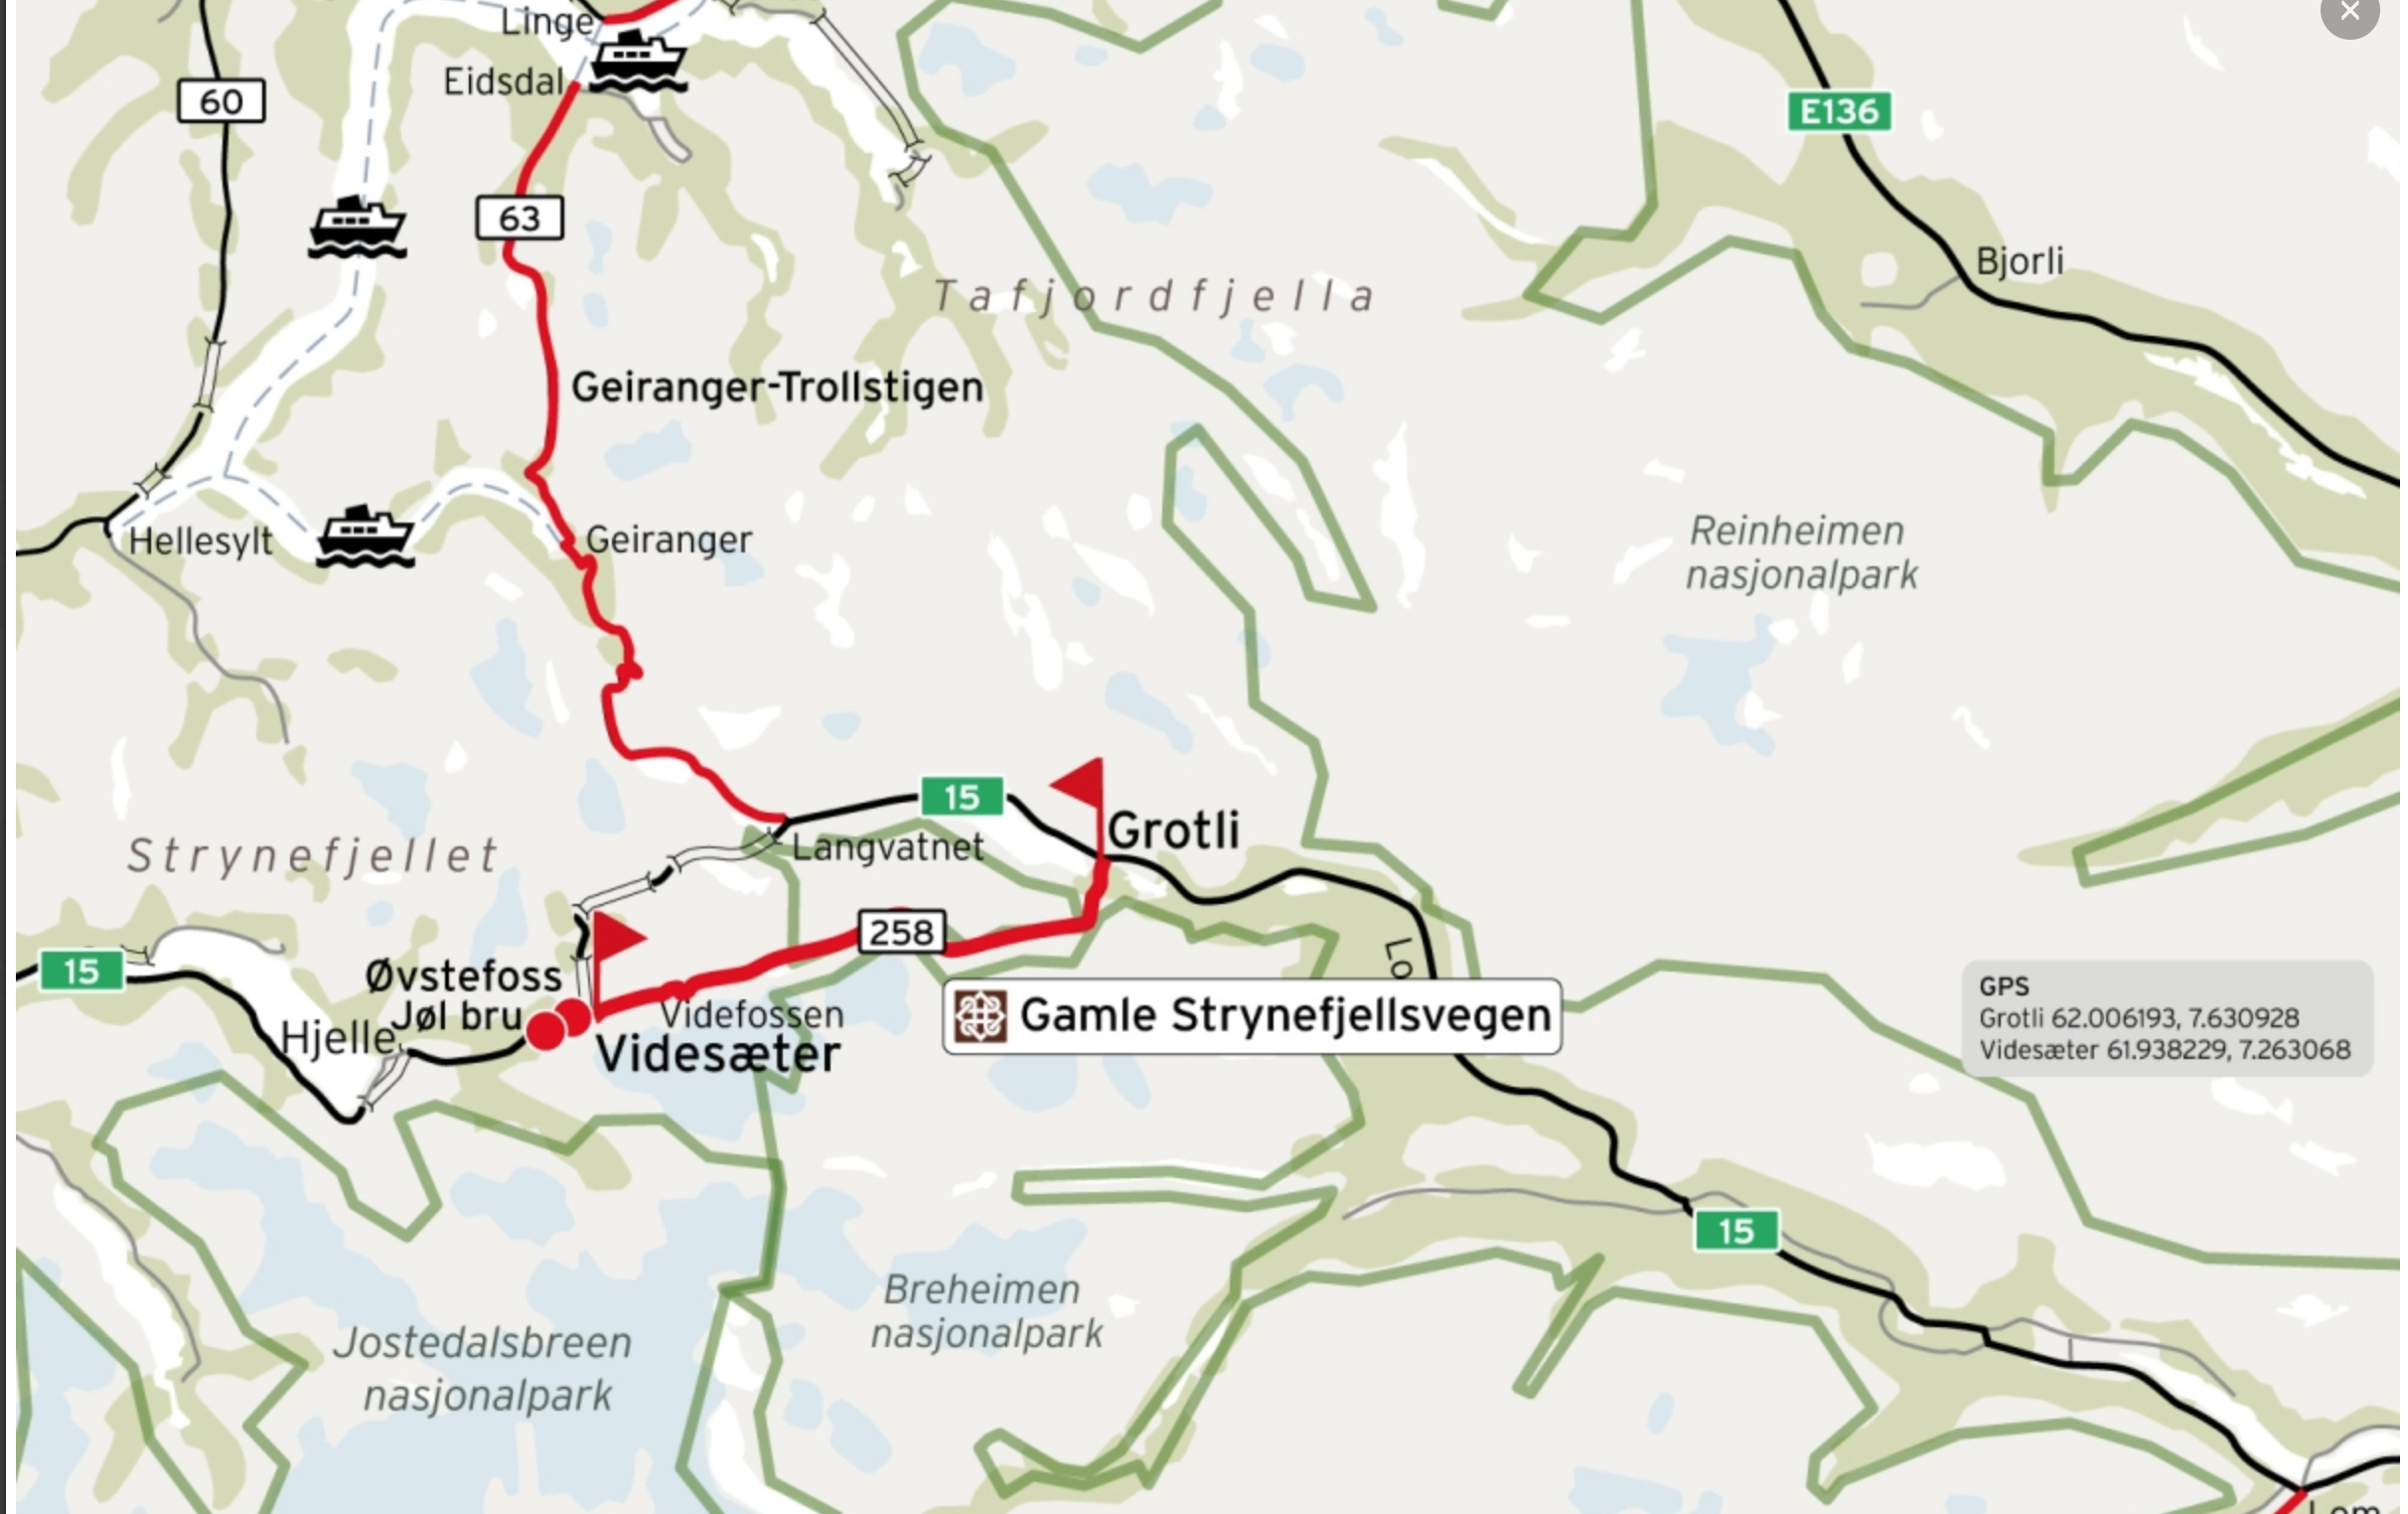 Linge
Eidsdal
60
E136
63
Bjorli
Tafjordfjella
Geiranger-Trollstigen
Hellesylt
Geiranger
Reinheimen
nasjonalpark
15
Grotli
Langvatnet
Strynefjellet
258
15
Øvstefoss
Jøl bru
Hjelle
Videfossen
Videsæter
Gamle Strynefjellsvegen
Lo
GPS
Grotli 62.006193, 7.630928
Videsæter 61.938229, 7.263068
15
Breheimen
nasjonalpark
Jostedalsbreen
nasjonalpark
Lom